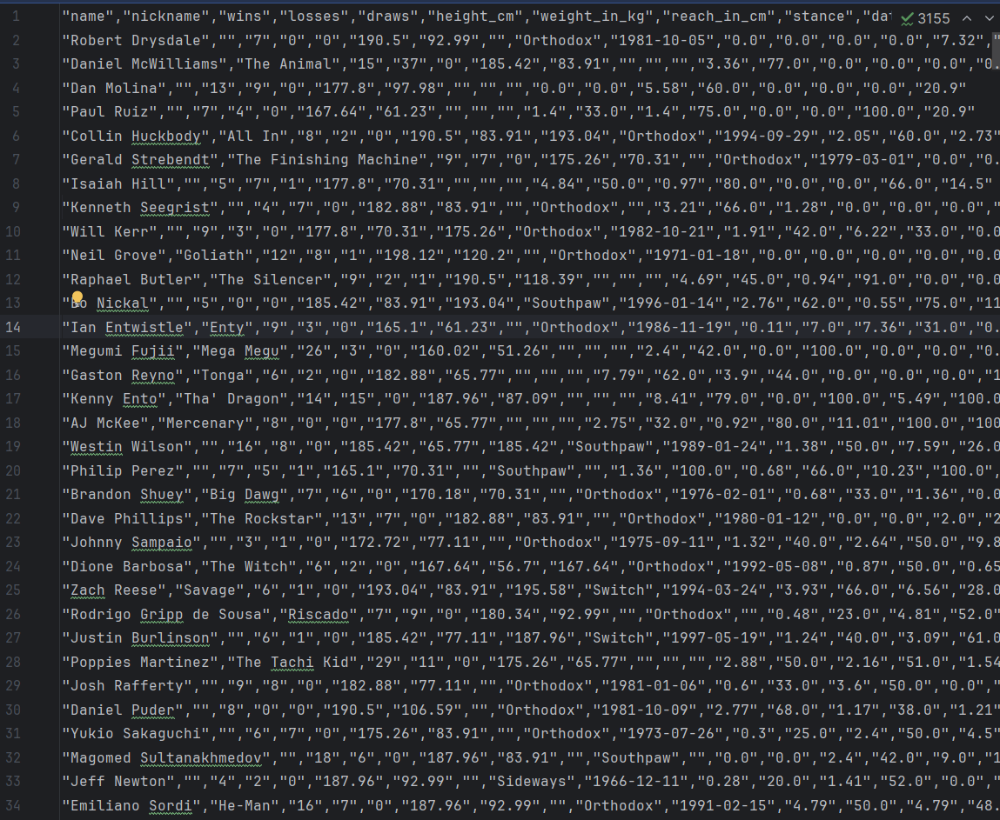 1 "name","nickname","wins","losses","draws","height_cm","weight_in_kg","reach_in_cm","stance","dat 3155
2 "Robert Drysdale","","7","0","0","190.5","92.99","","Orthodox","1981-10-05","0.0","0.0","0.0","0.0","7.32","
3 "Daniel McWilliams","The Animal","15","37","0","185.42","83.91","","","","3.36","77.0","0.0","0.0","0.0","0.
4 "Dan Molina","","13","9","0","177.8","97.98","","","","0.0","0.0","5.58","60.0","0.0","0.0","0.0","20.9"
5 "Paul Ruiz","","7","4","0","167.64","61.23","","","","1.4","33.0","1.4","75.0","0.0","0.0","100.0","20.9"
6 "Collin Huckbody","All In","8","2","0","190.5","83.91","193.04","Orthodox","1994-09-29","2.05","60.0","2.73"
7 "Gerald Strebendt","The Finishing Machine","9","7","0","175.26","70.31","","Orthodox","1979-03-01","0.0","0.
8 "Isaiah Hill","","5","7","1","177.8","70.31","","","","4.84","50.0","0.97","80.0","0.0","0.0","66.0","14.5"
9 "Kenneth Seegrist","","4","7","0","182.88","83.91","","Orthodox","","3.21","66.0","1.28","0.0","0.0","0.0","
10 "Will Kerr","","9","3","0","177.8","70.31","175.26","Orthodox","1982-10-21","1.91","42.0","6.22","33.0","0.0
11 "Neil Grove","Goliath","12","8","1","198.12","120.2","","Orthodox","1971-01-18","0.0","0.0","0.0","0.0","0.0
12 "Raphael Butler","The Silencer","9","2","1","190.5","118.39","","","","4.69","45.0","0.94","91.0","0.0","0.0
13 "Bo Nickal","","5","0","0","185.42","83.91","193.04","Southpaw","1996-01-14","2.76","62.0","0.55","75.0","11
14 "Ian Entwistle","Enty","9","3","0","165.1","61.23","","Orthodox","1986-11-19","0.11","7.0","7.36","31.0","0.
15 "Megumi Fujii","Mega Megu","26","3","0","160.02","51.26","","","","2.4","42.0","0.0","100.0","0.0","0.0","0.
16 "Gaston Reyno","Tonga","6","2","0","182.88","65.77","","","","7.79","62.0","3.9","44.0","0.0","0.0","0.0","1
17 "Kenny Ento","Tha' Dragon","14","15","0","187.96","87.09","","","","8.41","79.0","0.0","100.0","5.49","100.0
18 "AJ McKee","Mercenary","8","0","0","177.8","65.77","","","","2.75","32.0","0.92","80.0","11.01","100.0","100
19 "Westin Wilson","","16","8","0","185.42","65.77","185.42","Southpaw","1989-01-24","1.38","50.0","7.59","26.0
20 "Philip Perez","","7","5","1","165.1","70.31","","Southpaw","","1.36","100.0","0.68","66.0","10.23","100.0",
21 "Brandon Shuey","Big Dawg","7","6","0","170.18","70.31","","Orthodox","1976-02-01","0.68","33.0","1.36","0.0
22 "Dave Phillips","The Rockstar","13","7","0","182.88","83.91","","Orthodox","1980-01-12","0.0","0.0","2.0","2
23 "Johnny Sampaio","","3","1","0","172.72","77.11","","Orthodox","1975-09-11","1.32","40.0","2.64","50.0","9.8
24 "Dione Barbosa","The Witch","6","2","0","167.64","56.7","167.64","Orthodox","1992-05-08","0.87","50.0","0.65
25 "Zach Reese","Savage","6","1","0","193.04","83.91","195.58","Switch","1994-03-24","3.93","66.0","6.56","28.0
26 "Rodrigo Gripp de Sousa","Riscado","7","9","0","180.34","92.99","","Orthodox","","0.48","23.0","4.81","52.0"
27 "Justin Burlinson","","6","1","0","185.42","77.11","187.96","Switch","1997-05-19","1.24","40.0","3.09","61.0
28 "Poppies Martinez","The Tachi Kid","29","11","0","175.26","65.77","","","","2.88","50.0","2.16","51.0","1.54
29 "Josh Rafferty","","9","8","0","182.88","77.11","","Orthodox","1981-01-06","0.6","33.0","3.6","50.0","0.0","
30 "Daniel Puder","","8","0","0","190.5","106.59","","Orthodox","1981-10-09","2.77","68.0","1.17","38.0","1.21"
31 "Yukio Sakaguchi","","6","7","0","175.26","83.91","","Orthodox","1973-07-26","0.3","25.0","2.4","50.0","4.5"
32 "Magomed Sultanakhmedov","","18","6","0","187.96","83.91","","Southpaw","","0.0","0.0","2.4","42.0","9.0","1
33 "Jeff Newton","","4","2","0","187.96","92.99","","Sideways","1966-12-11","0.28","20.0","1.41","52.0","0.0","
34 "Emiliano Sordi","He-Man","16","7","0","187.96","92.99","","Orthodox","1991-02-15","4.79","50.0","4.79","48.